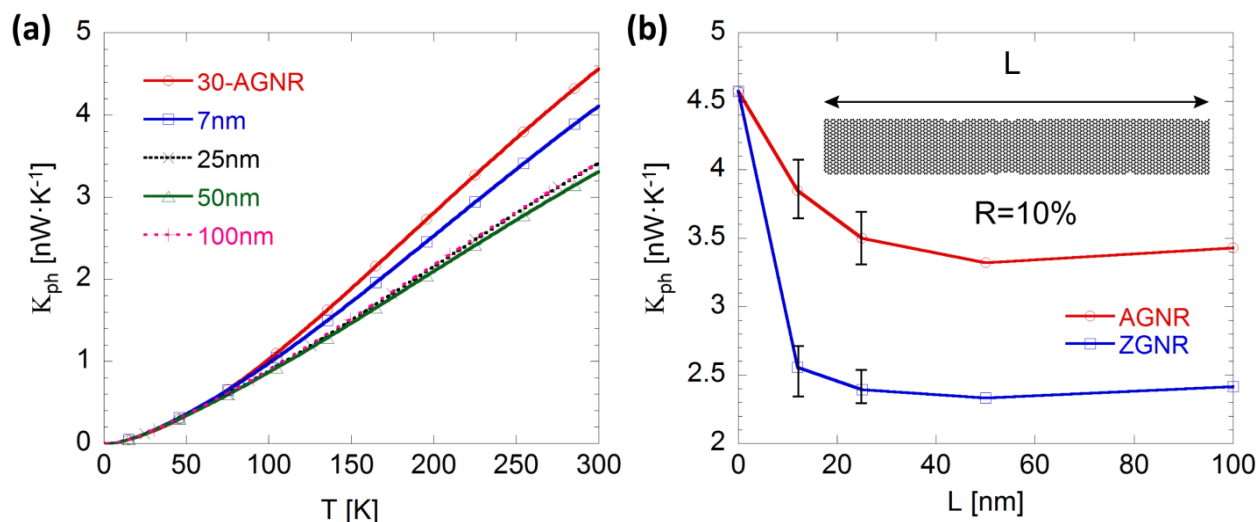 (a)
5
4
3
2
1
0
K_ph [nW·K⁻¹]
30-AGNR
7nm
25nm
50nm
100nm
0 50 100 150 200 250 300
T [K]
(b)
5
4.5
4
3.5
3
2.5
2
K_ph [nW·K⁻¹]
L
R=10%
AGNR
ZGNR
0 20 40 60 80 100
L [nm]